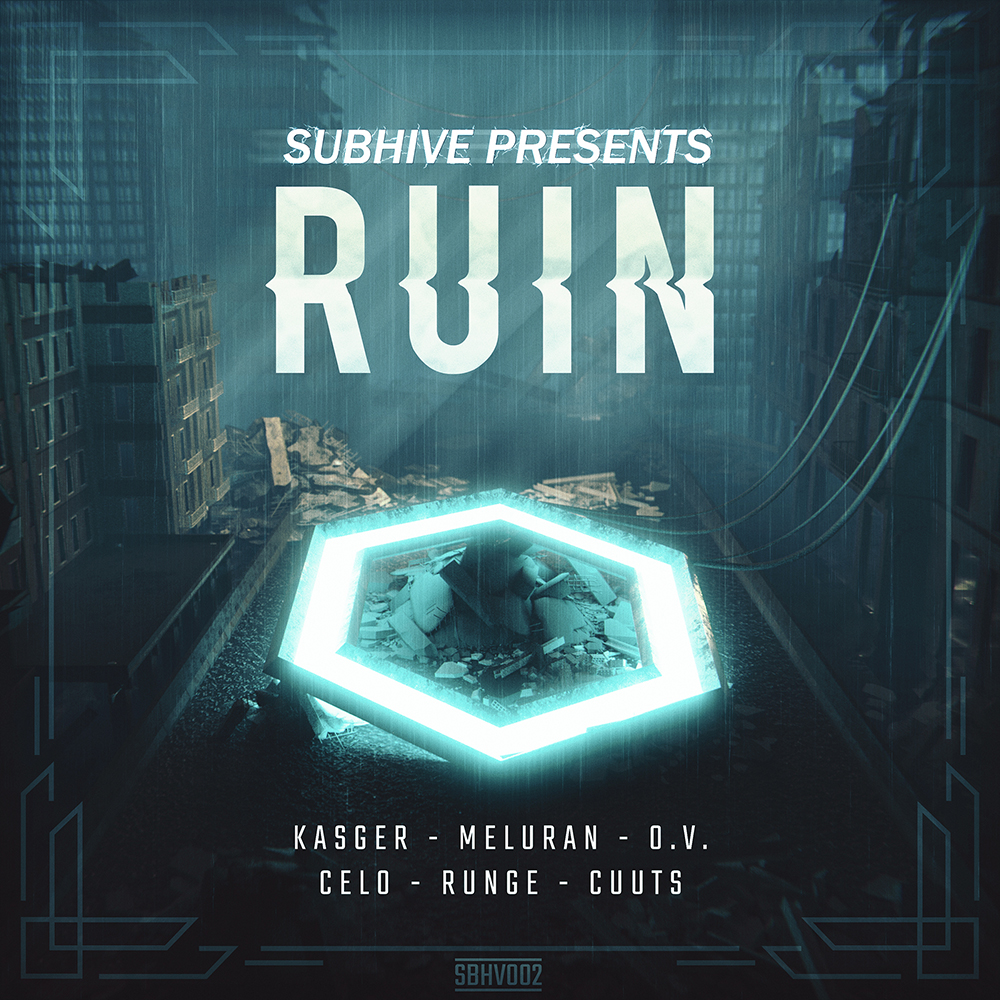 SUBHIVE PRESENTS
RUIN
KASGER - MELURAN - O.V.
CELO - RUNGE - CUUTS
SBHV002